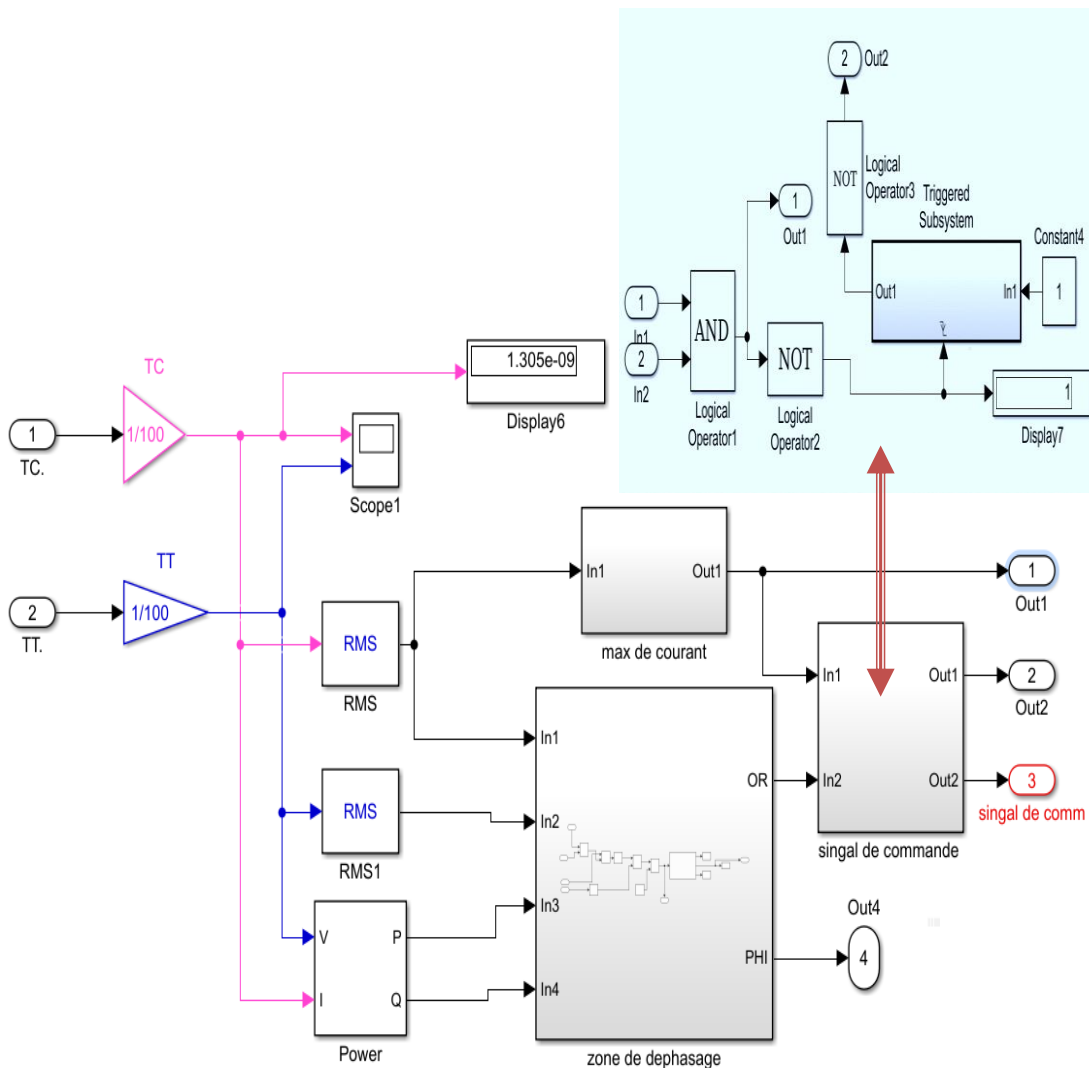 2
Out2
NOT
Logical
Operator3
Triggered
Subsystem
1
Out1
Constant4
1
Out1
In1
1
In1
2
In2
AND
Logical
Operator1
NOT
Logical
Operator2
1
Display7
TC
1
TC.
1/100
1.305e-09
Display6
Scope1
TT
2
TT.
1/100
In1
Out1
max de courant
1
Out1
RMS
RMS
In1
Out1
2
Out2
In2
Out2
3
singal de comm
singal de commande
In1
OR
RMS
RMS1
In2
In3
In4
PHI
zone de dephasage
Out4
4
V
P
I
Q
Power